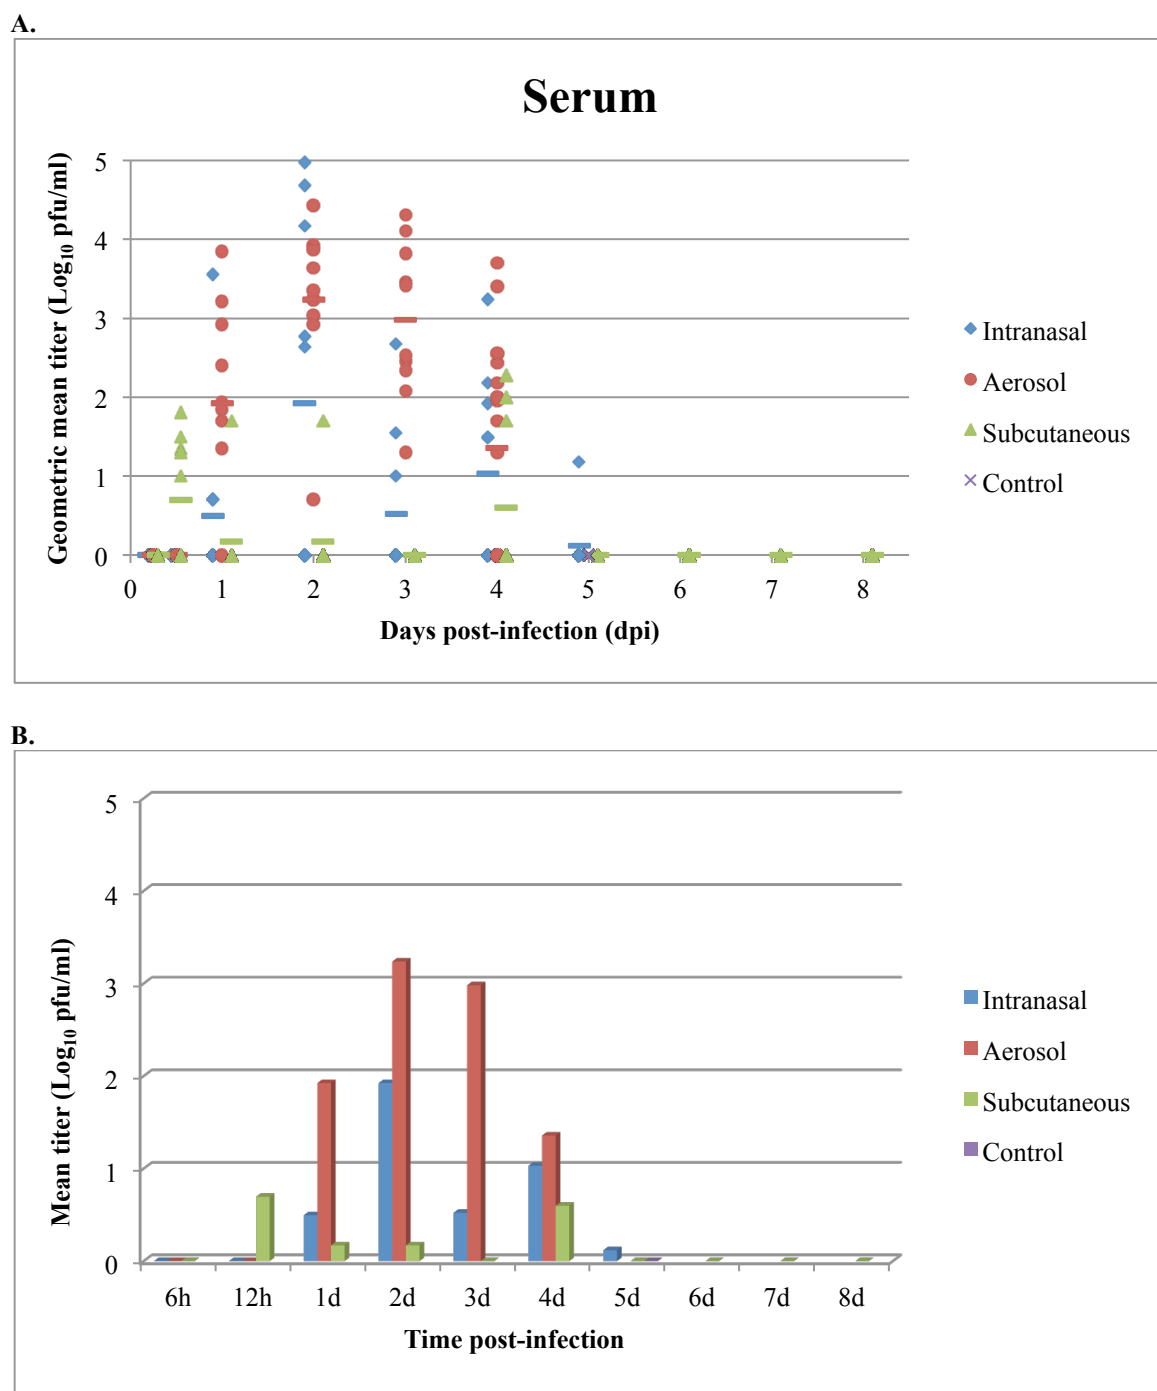 A.
Serum
Geometric mean titer (Log10 pfu/ml)
5
4
3
2
1
0
0 1 2 3 4 5 6 7 8
Days post-infection (dpi)
Intranasal
Aerosol
Subcutaneous
Control
B.
Mean titer (Log10 pfu/ml)
5
4
3
2
1
0
6h 12h 1d 2d 3d 4d 5d 6d 7d 8d
Time post-infection
Intranasal
Aerosol
Subcutaneous
Control